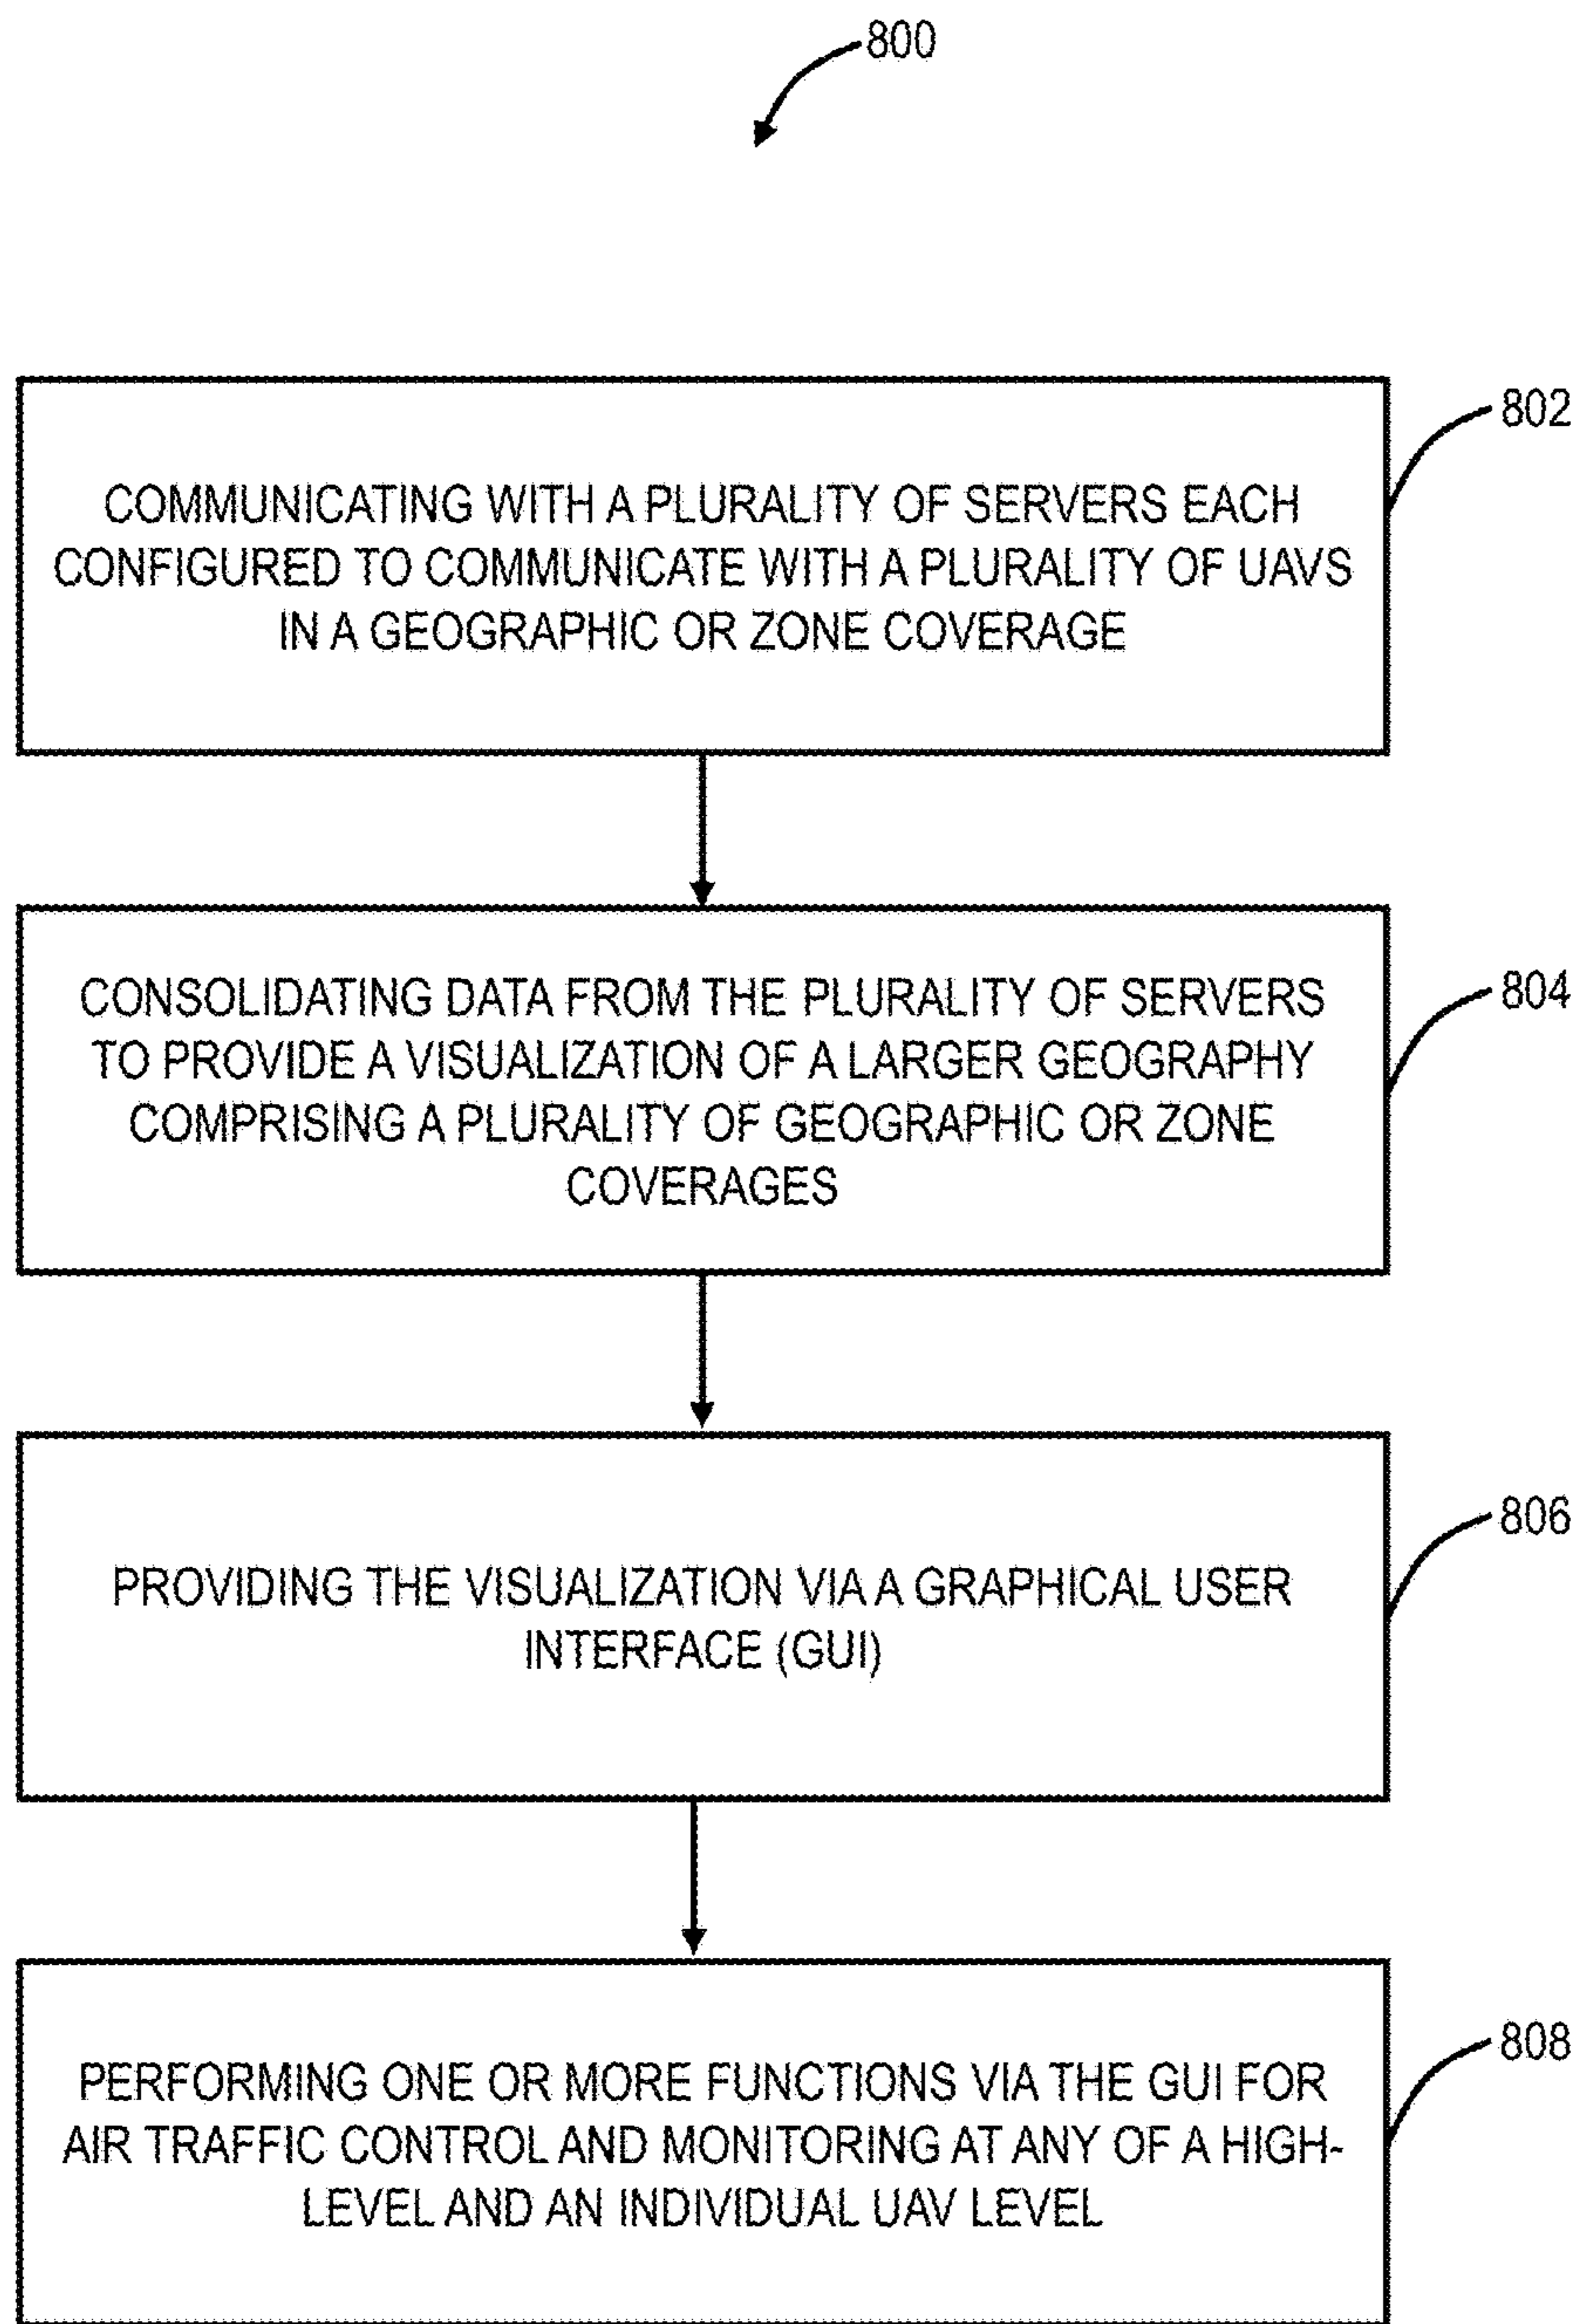 800
802
COMMUNICATING WITH A PLURALITY OF SERVERS EACH
CONFIGURED TO COMMUNICATE WITH A PLURALITY OF UAVS
IN A GEOGRAPHIC OR ZONE COVERAGE
804
CONSOLIDATING DATA FROM THE PLURALITY OF SERVERS
TO PROVIDE A VISUALIZATION OF A LARGER GEOGRAPHY
COMPRISING A PLURALITY OF GEOGRAPHIC OR ZONE
COVERAGES
806
PROVIDING THE VISUALIZATION VIA A GRAPHICAL USER
INTERFACE (GUI)
808
PERFORMING ONE OR MORE FUNCTIONS VIA THE GUI FOR
AIR TRAFFIC CONTROL AND MONITORING AT ANY OF A HIGH-
LEVEL AND AN INDIVIDUAL UAV LEVEL